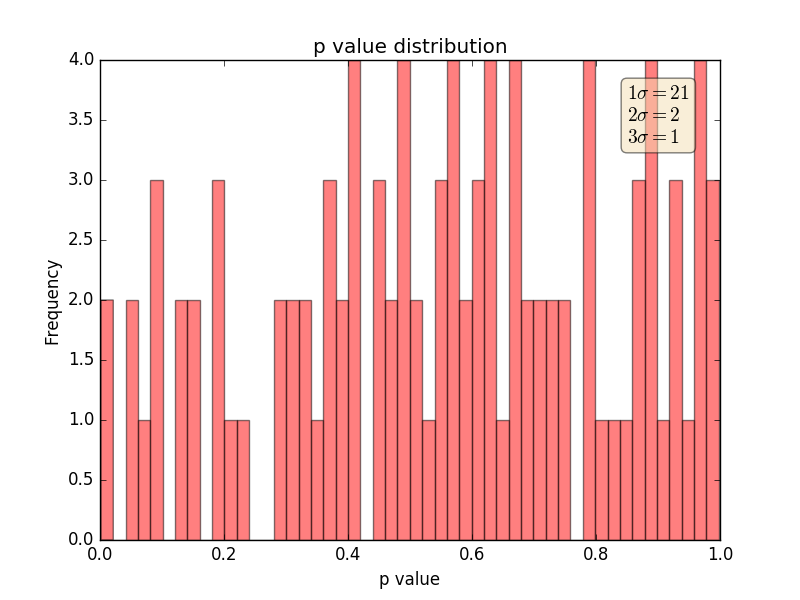 p value distribution
4.0
3.5
3.0
2.5
2.0
1.5
1.0
0.5
0.0
Frequency
1σ = 21
2σ = 2
3σ = 1
0.0 0.2 0.4 0.6 0.8 1.0
p value